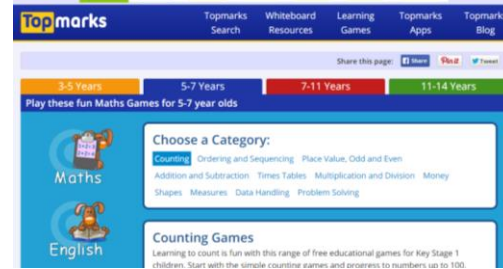 Topmarks
Topmarks Search
Whiteboard Resources
Learning Games
Topmarks Apps
Topmarks Blog
Share this page: Share Pin it Tweet
3-5 Years 5-7 Years 7-11 Years 11-14 Years
Play these fun Maths Games for 5-7 year olds
Maths
Choose a Category:
Counting Ordering and Sequencing Place Value, Odd and Even
Addition and Subtraction Times Tables Multiplication and Division Money
Shapes Measures Data Handling Problem Solving
English
Counting Games
Learning to count is fun with this range of free educational games for Key Stage 1
children. Start with the simple counting games and progress to numbers up to 100.